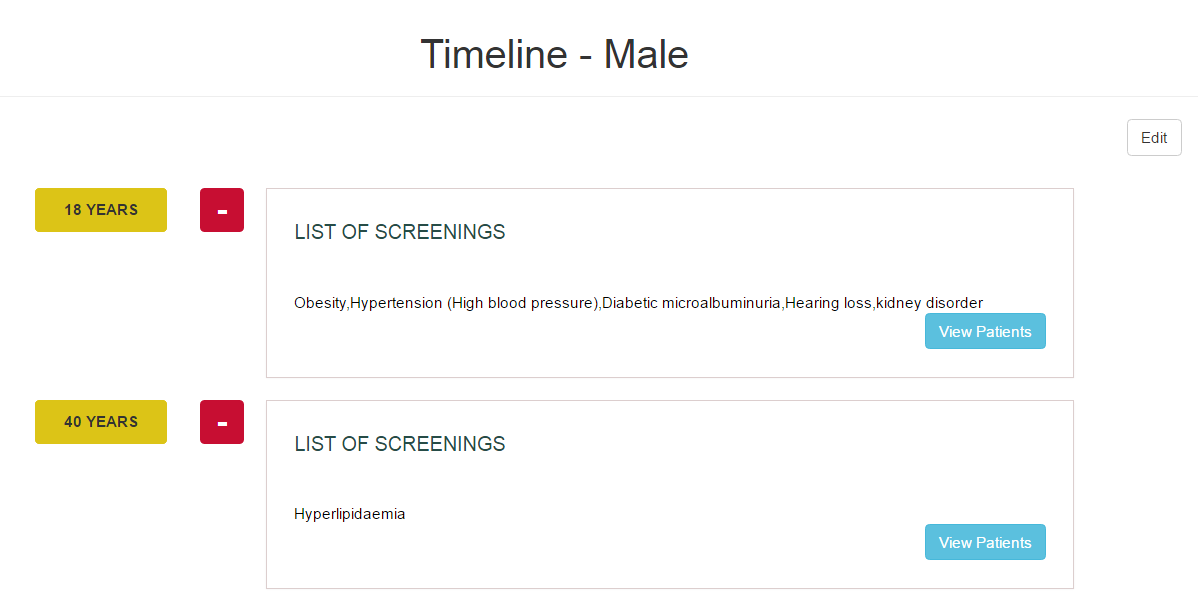 Timeline - Male
Edit
18 YEARS
-
LIST OF SCREENINGS
Obesity,Hypertension (High blood pressure),Diabetic microalbuminuria,Hearing loss,kidney disorder
View Patients
40 YEARS
-
LIST OF SCREENINGS
Hyperlipidaemia
View Patients